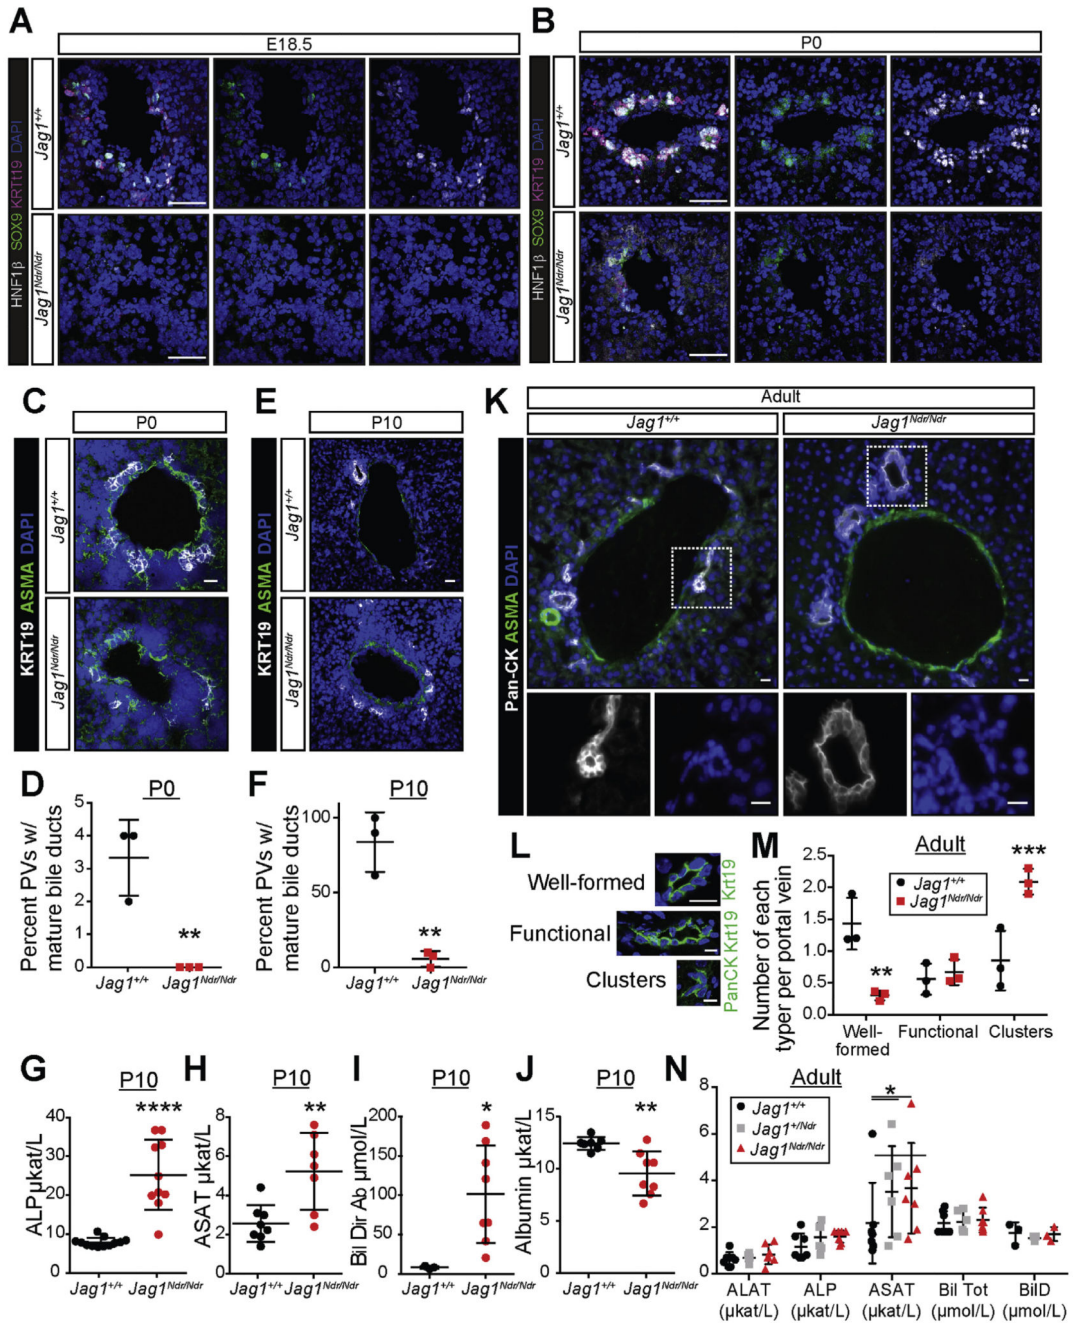 A
E18.5
HNF1β SOX9 KRTt19 DAPI
Jag1+/+
Jag1Ndr/Ndr
B
P0
HNF1β SOX9 KRT19 DAPI
Jag1+/+
Jag1Ndr/Ndr
C
P0
KRT19 ASMA DAPI
Jag1+/+
Jag1Ndr/Ndr
E
P10
KRT19 ASMA DAPI
Jag1+/+
Jag1Ndr/Ndr
K
Adult
Jag1+/+
Jag1Ndr/Ndr
Pan-CK ASMA DAPI
D
P0
Percent PVs w/
mature bile ducts
5
4
3
2
1
0
**
Jag1+/+
Jag1Ndr/Ndr
F
P10
Percent PVs w/
mature bile ducts
100
50
0
**
Jag1+/+
Jag1Ndr/Ndr
L
Well-formed
Functional
Clusters
PanCK Krt19 Krt19
M
Adult
Number of each
typer per portal vein
2.5
2.0
1.5
1.0
0.5
0.0
Jag1+/+
Jag1Ndr/Ndr
**
***
Well-
formed
Functional
Clusters
G
P10
ALP μkat/L
40
30
20
10
0
****
Jag1+/+
Jag1Ndr/Ndr
H
P10
ASAT μkat/L
8
6
4
2
0
**
Jag1+/+
Jag1Ndr/Ndr
I
P10
Bil Dir Ab μmol/L
200
150
100
50
0
*
Jag1+/+
Jag1Ndr/Ndr
J
P10
Albumin μkat/L
15
10
5
0
**
Jag1+/+
Jag1Ndr/Ndr
N
Adult
8
6
4
2
0
Jag1+/+
Jag1+/Ndr
Jag1Ndr/Ndr
*
ALAT
(μkat/L)
ALP
(μkat/L)
ASAT
(μkat/L)
Bil Tot
(μmol/L)
BilD
(μmol/L)